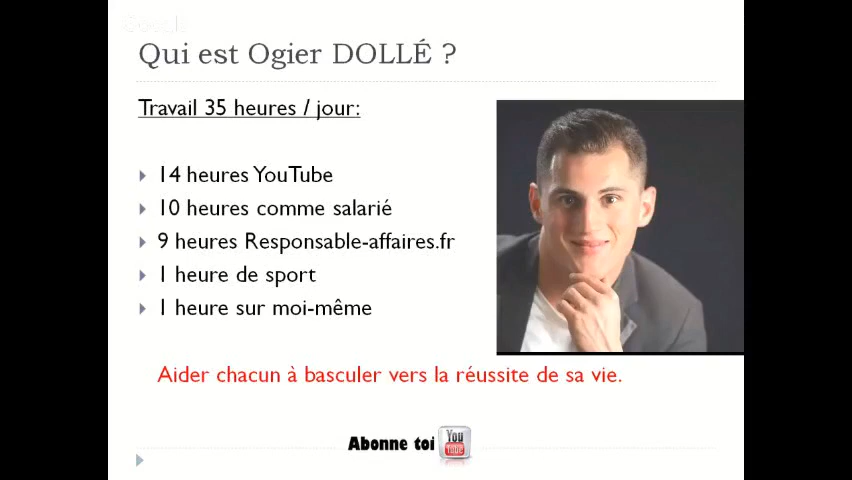 Qui est Ogier DOLLÉ ?
Travail 35 heures / jour:
14 heures YouTube
10 heures comme salarié
9 heures Responsable-affaires.fr
1 heure de sport
1 heure sur moi-même
Aider chacun à basculer vers la réussite de sa vie.
Abonne toi You Tube